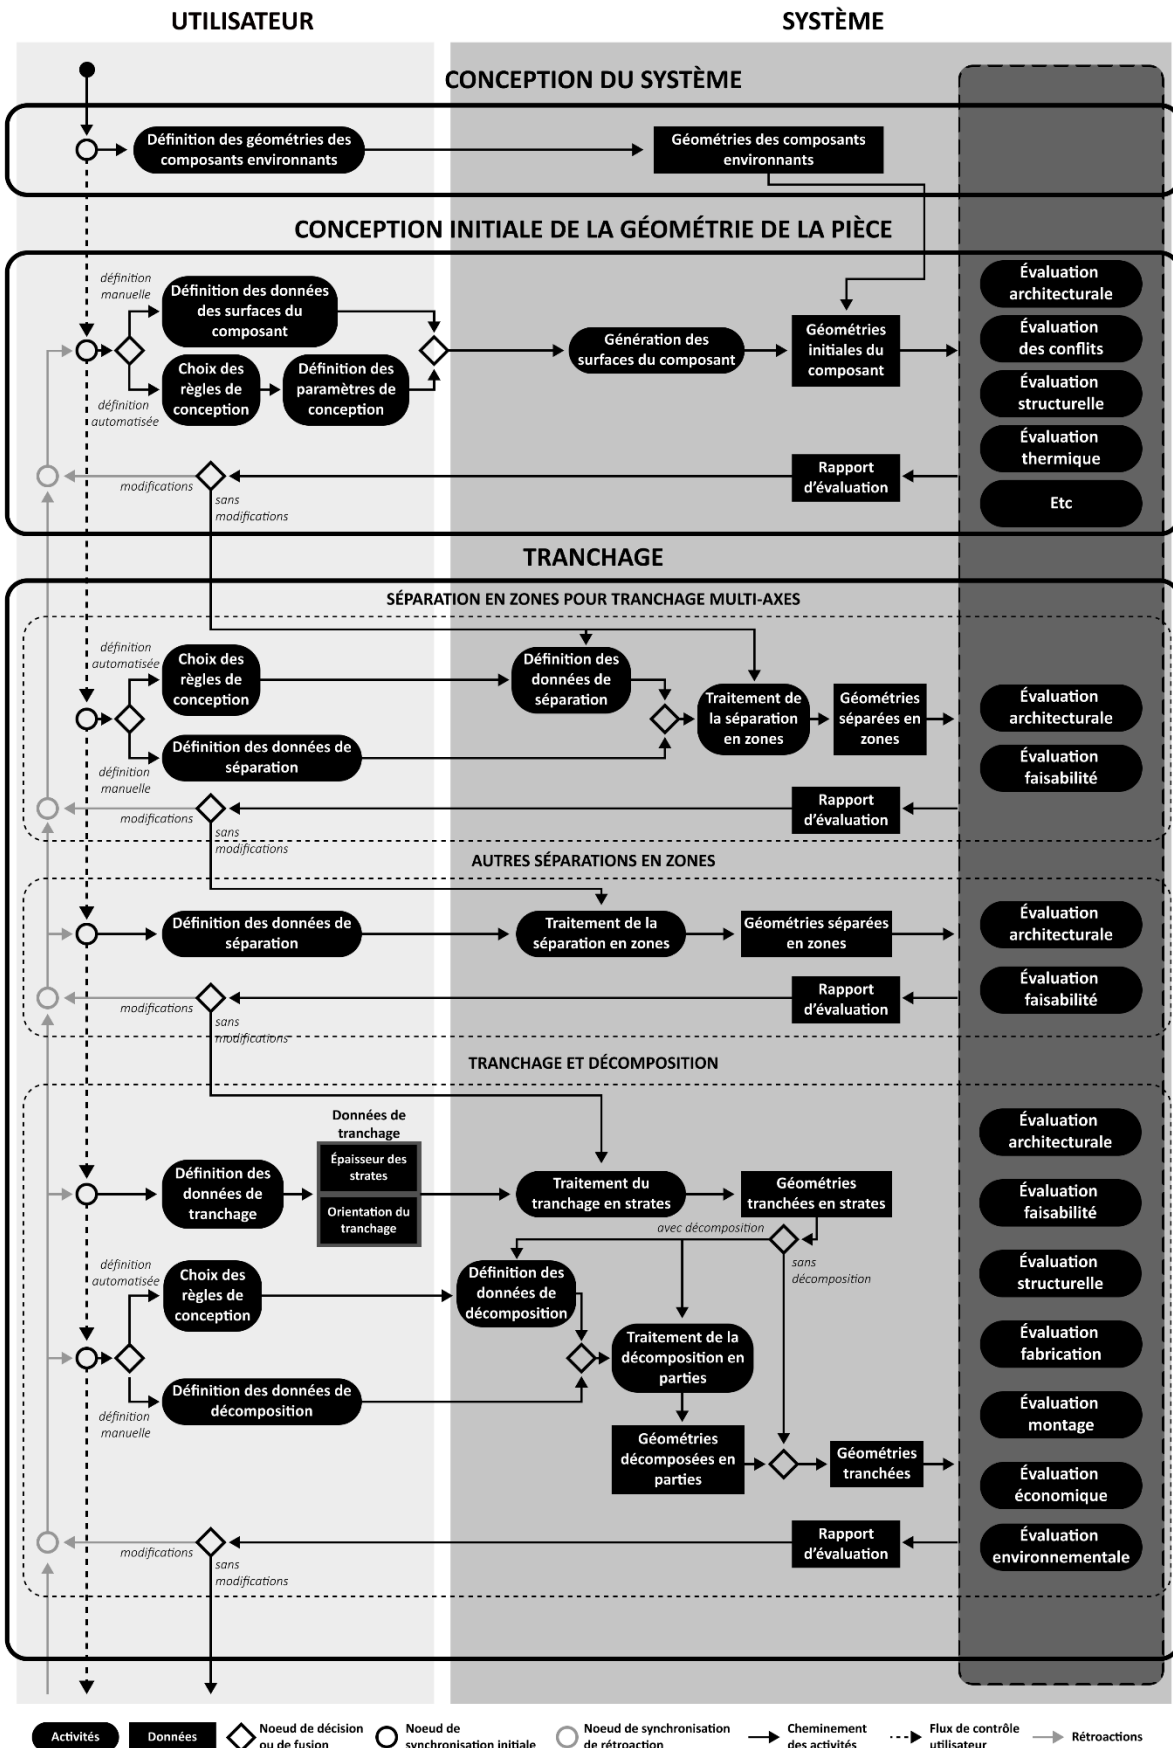 UTILISATEUR
SYSTÈME
CONCEPTION DU SYSTÈME
Définition des géométries des
composants environnants
Géométries des composants
environnants
CONCEPTION INITIALE DE LA GÉOMÉTRIE DE LA PIÈCE
définition
manuelle
Définition des données
des surfaces du
composant
Choix des
règles de
conception
Définition des
paramètres de
conception
définition
automatisée
Génération des
surfaces du composant
Géométries
initiales du
composant
Évaluation
architecturale
Évaluation
des conflits
Évaluation
structurelle
Évaluation
thermique
Etc
modifications
sans
modifications
Rapport
d'évaluation
TRANCHAGE
SÉPARATION EN ZONES POUR TRANCHAGE MULTI-AXES
définition
automatisée
Choix des
règles de
conception
Définition des
données de
séparation
Traitement de
la séparation
en zones
Géométries
séparées en
zones
Définition des données de
séparation
définition
manuelle
Évaluation
architecturale
Évaluation
faisabilité
modifications
sans
modifications
Rapport
d'évaluation
AUTRES SÉPARATIONS EN ZONES
Définition des données de
séparation
Traitement de la
séparation en zones
Géométries séparées
en zones
Évaluation
architecturale
Évaluation
faisabilité
modifications
sans
modifications
Rapport
d'évaluation
TRANCHAGE ET DÉCOMPOSITION
Données de
tranchage
Épaisseur des
strates
Orientation du
tranchage
Définition des
données de
tranchage
Traitement du
tranchage en strates
Géométries
tranchées en strates
avec décomposition
sans
décomposition
définition
automatisée
Choix des
règles de
conception
Définition des
données de
décomposition
Traitement de la
décomposition en
parties
Définition des données de
décomposition
définition
manuelle
Géométries
décomposées en
parties
Géométries
tranchées
Évaluation
architecturale
Évaluation
faisabilité
Évaluation
structurelle
Évaluation
fabrication
Évaluation
montage
Évaluation
économique
Évaluation
environnementale
modifications
sans
modifications
Rapport
d'évaluation
Activités
Données
Noeud de décision
ou de fusion
Noeud de
synchronisation initiale
Noeud de synchronisation
de rétroaction
Cheminement
des activités
Flux de contrôle
utilisateur
Rétroactions